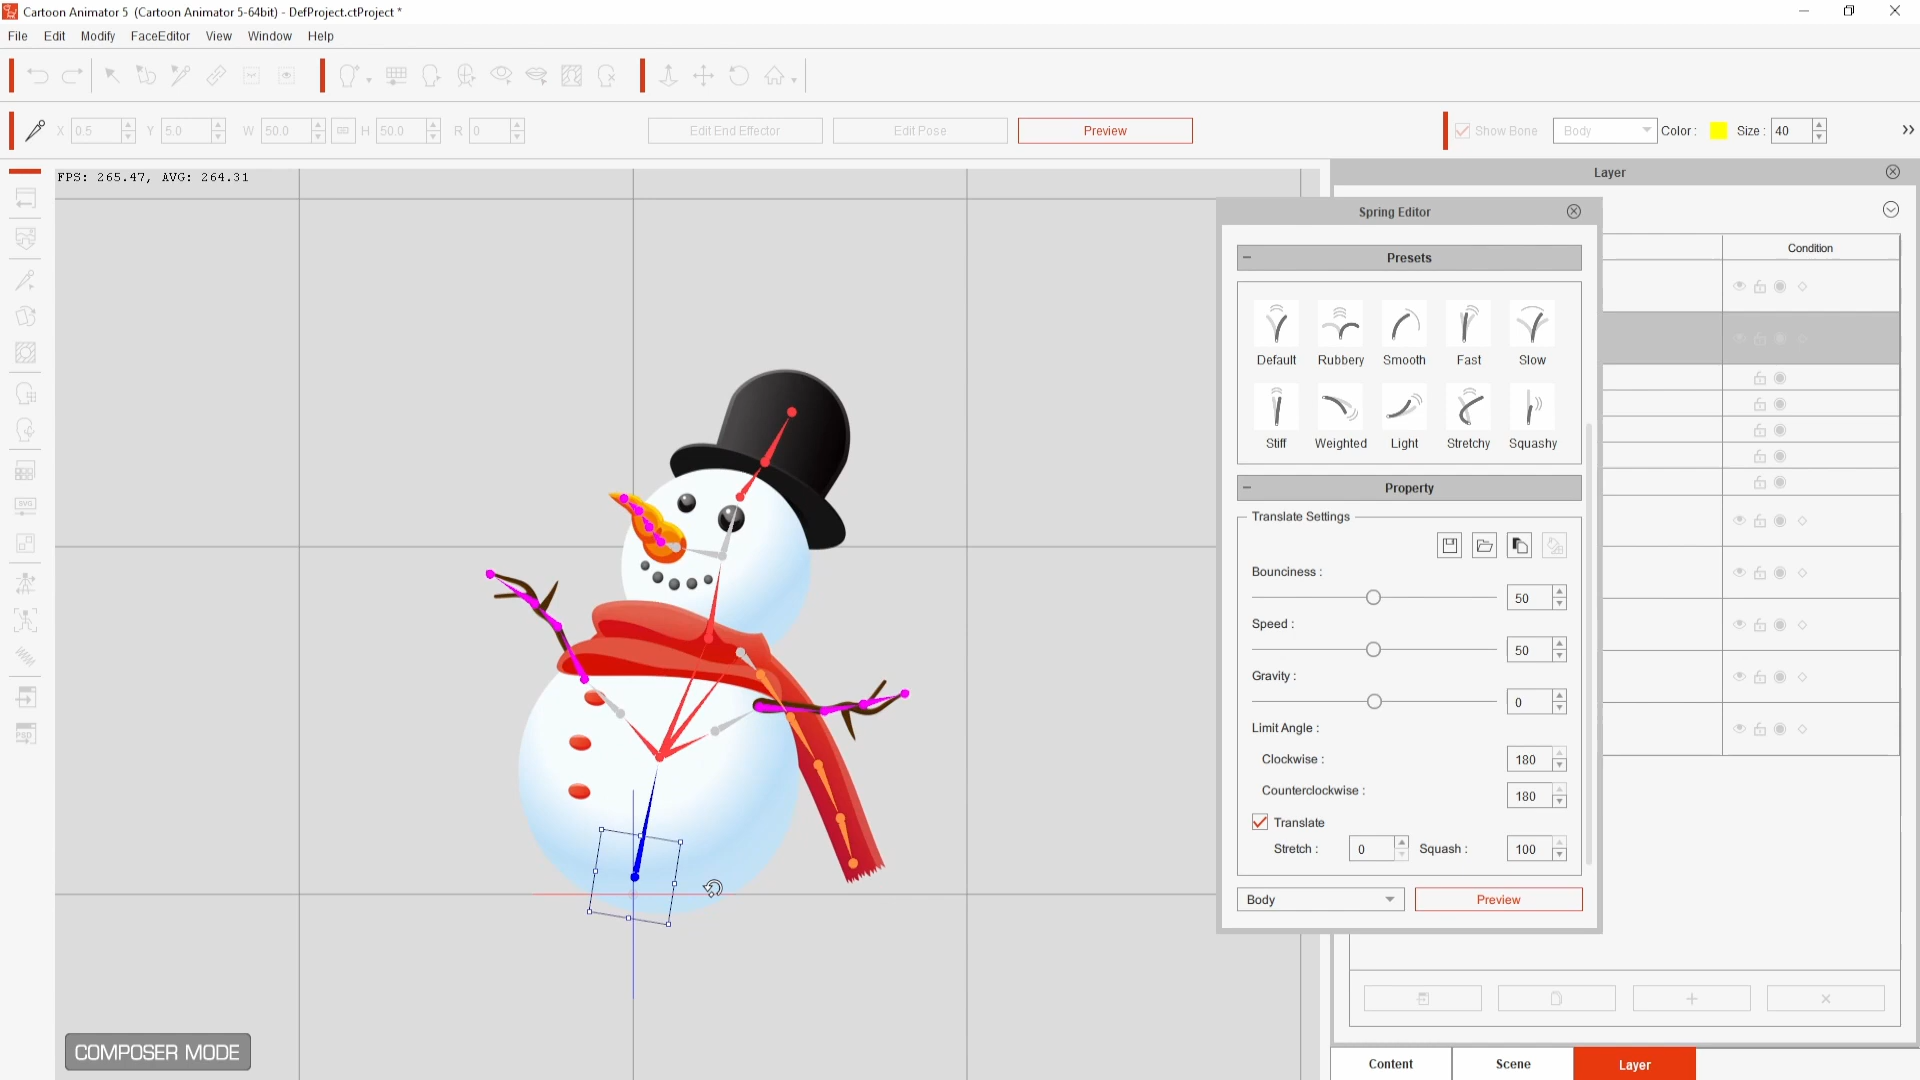 Cartoon Animator 5 (Cartoon Animator 5-64bit) - DefProject.ctProject *
File Edit Modify FaceEditor View Window Help
X 0.5 Y 5.0 W 50.0 H 50.0 R 0 Edit End Effector Edit Pose Preview Show Bone Body Color : Size : 40
FPS: 265.47, AVG: 264.31
Layer
Spring Editor
Condition
Presets
Default Rubbery Smooth Fast Slow
Stiff Weighted Light Stretchy Squashy
Property
Translate Settings
Bounciness :
50
Speed :
50
Gravity :
0
Limit Angle :
Clockwise : 180
Counterclockwise : 180
Translate
Stretch : 0 Squash : 100
Body Preview
SVG
PSD
COMPOSER MODE
Content Scene Layer